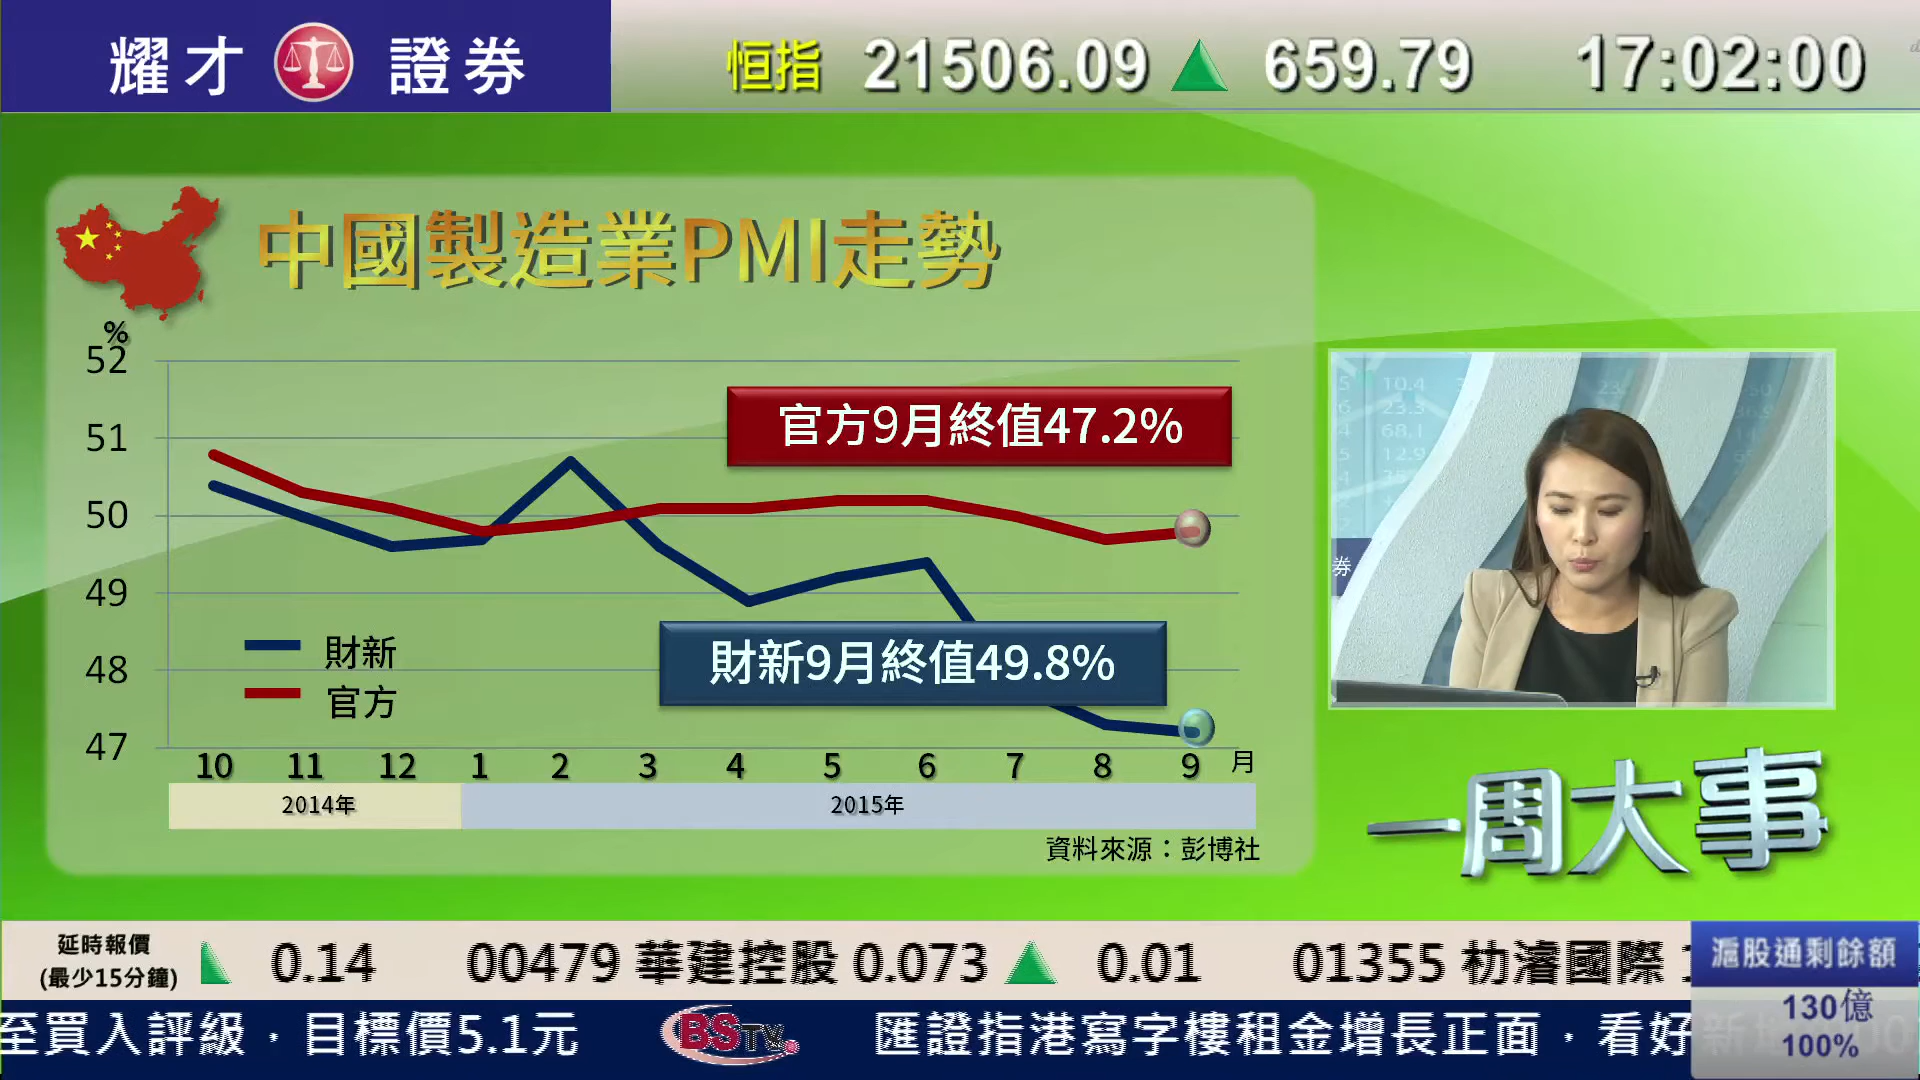 耀才 證券
恒指 21506.09 659.79 17:02:00
中國製造業PMI走勢
%
52
51
50
49
48
47
官方9月終值47.2%
財新9月終值49.8%
財新
官方
10 11 12 1 2 3 4 5 6 7 8 9 月
2014年 2015年
資料來源：彭博社
券
一周大事
延時報價
(最少15分鐘)
0.14 00479 華建控股 0.073 0.01 01355 朸濬國際
滬股通剩餘額
130億
100%
至買入評級，目標價5.1元 BSTV 匯證指港寫字樓租金增長正面，看好新